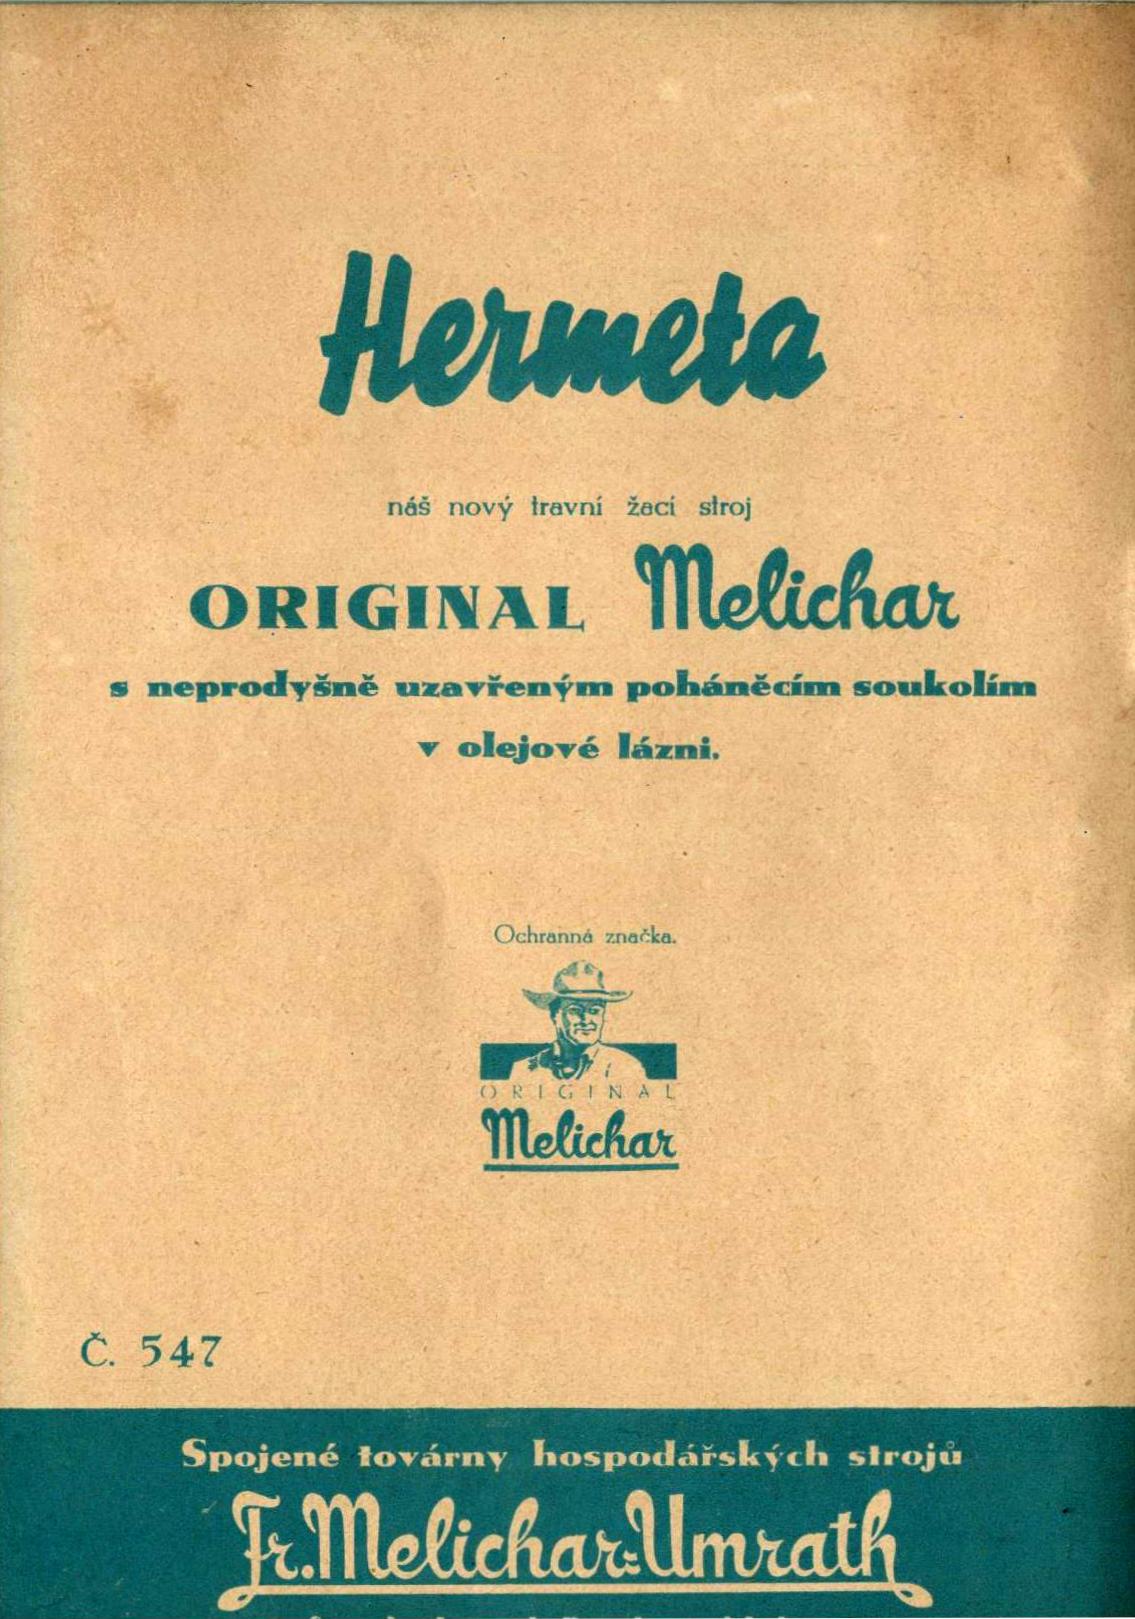 Hermeta
náš nový travní žací stroj
ORIGINAL Melichar
s neprodyšně uzavřeným poháněcím soukolím
v olejové lázni.
Ochranná značka.
ORIGINAL
Melichar
Č. 547
Spojené továrny hospodářských strojů
Fr. Melichar-Umrath